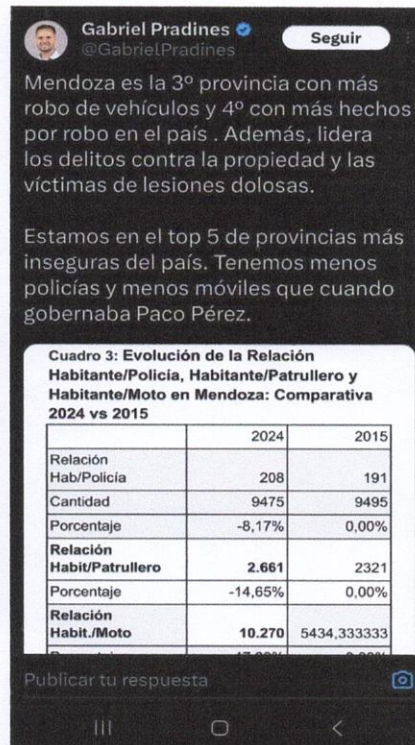 Gabriel Pradines
@GabrielPradines
Seguir
Mendoza es la 3º provincia con más
robo de vehículos y 4º con más hechos
por robo en el país . Además, lidera
los delitos contra la propiedad y las
víctimas de lesiones dolosas.
Estamos en el top 5 de provincias más
inseguras del país. Tenemos menos
policías y menos móviles que cuando
gobernaba Paco Pérez.
Cuadro 3: Evolución de la Relación
Habitante/Policía, Habitante/Patrullero y
Habitante/Moto en Mendoza: Comparativa
2024 vs 2015
2024 2015
Relación
Hab/Policía 208 191
Cantidad 9475 9495
Porcentaje -8,17% 0,00%
Relación
Habit/Patrullero 2.661 2321
Porcentaje -14,65% 0,00%
Relación
Habit./Moto 10.270 5434,333333
Publicar tu respuesta